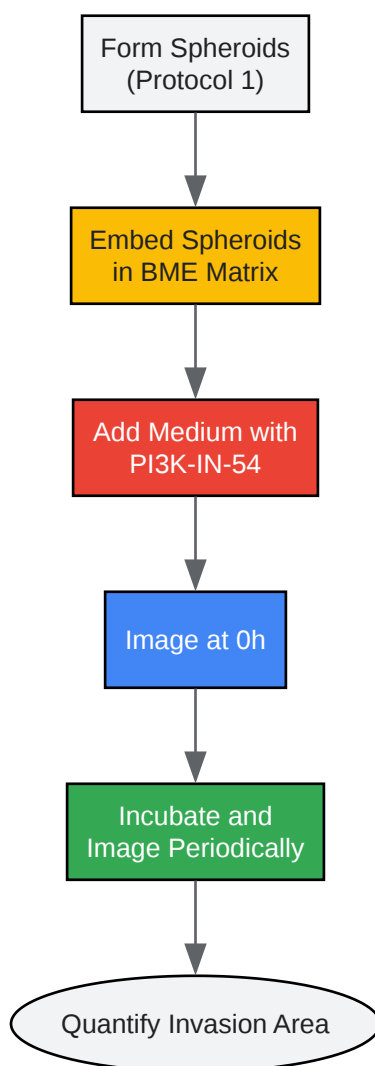 Form Spheroids
(Protocol 1)
Embed Spheroids
in BME Matrix
Add Medium with
PI3K-IN-54
Image at 0h
Incubate and
Image Periodically
Quantify Invasion Area